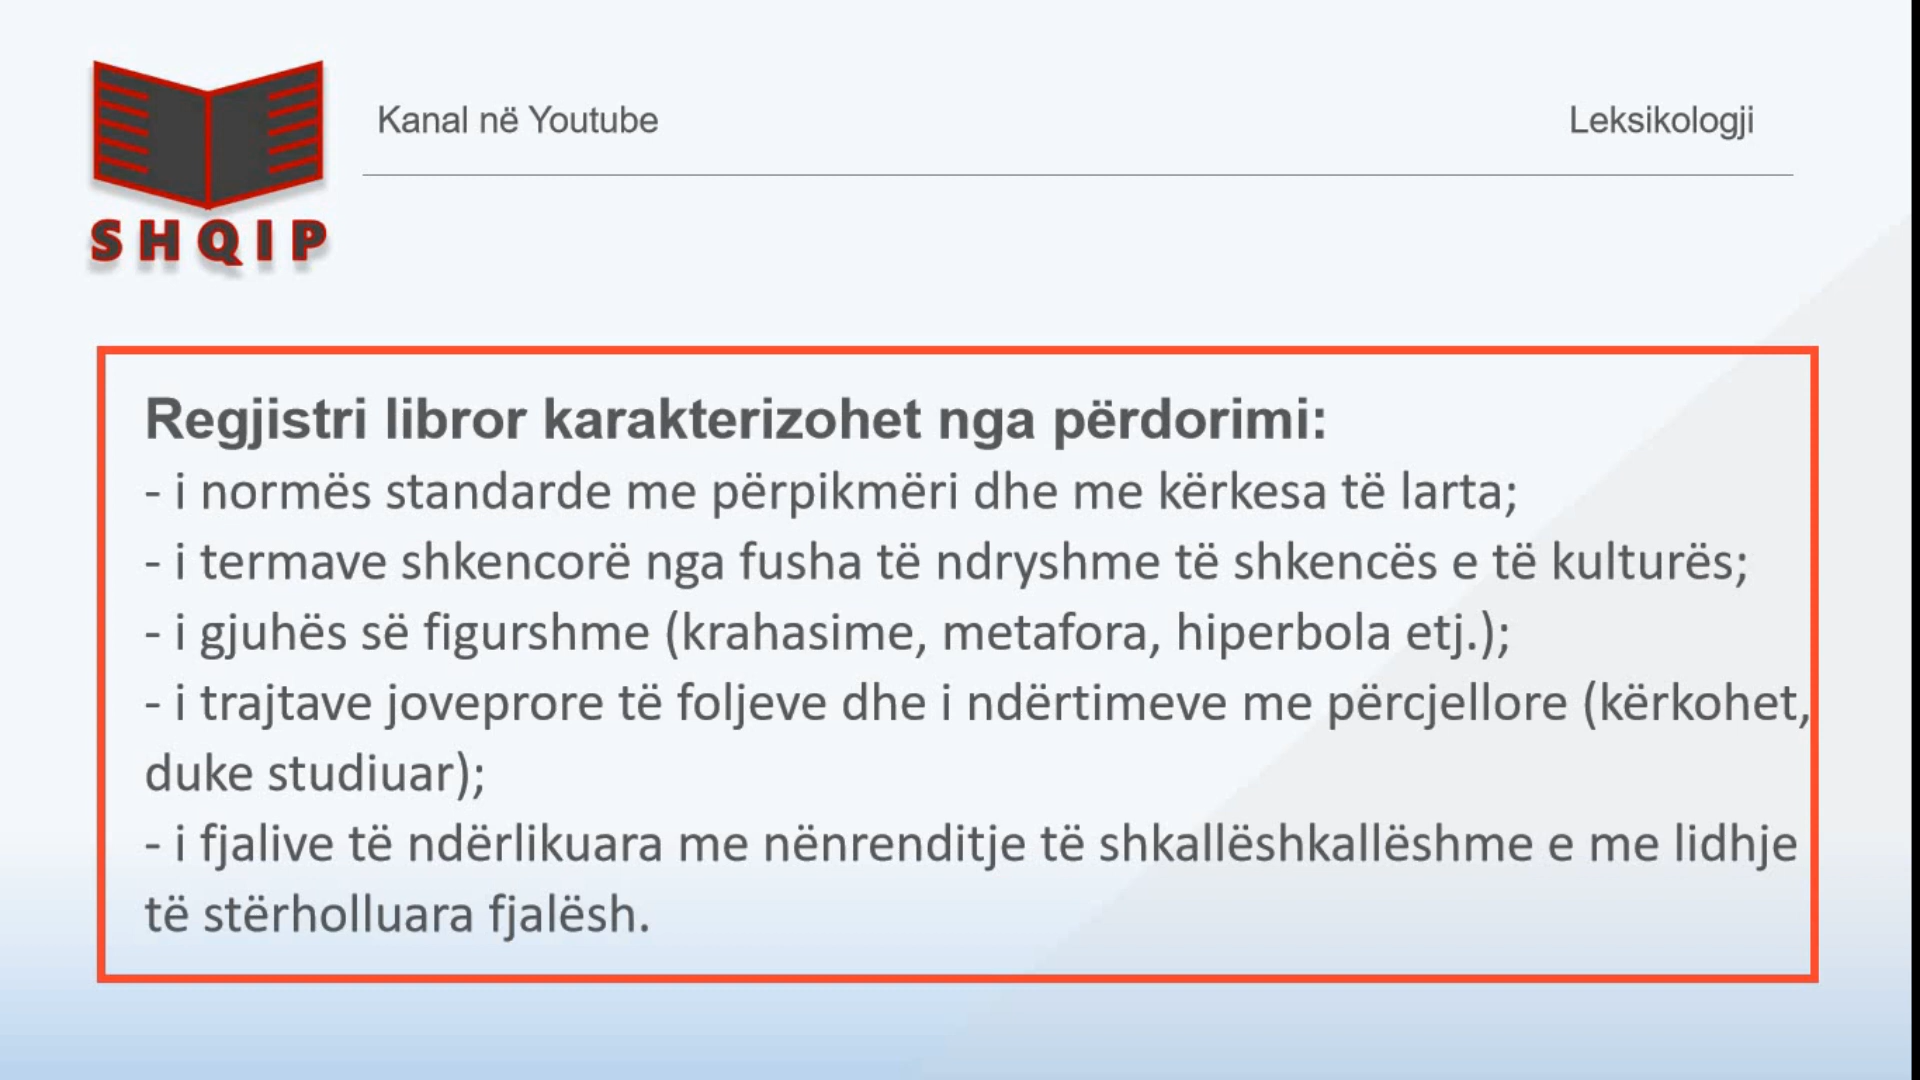 SHQIP
Kanal në Youtube
Leksikologji
Regjistri libror karakterizohet nga përdorimi:
- i normës standarde me përpikmëri dhe me kërkesa të larta;
- i termave shkencorë nga fusha të ndryshme të shkencës e të kulturës;
- i gjuhës së figurshme (krahasime, metafora, hiperbola etj.);
- i trajtave joveprore të foljeve dhe i ndërtimeve me përcjellore (kërkohet,
duke studiuar);
- i fjalive të ndërlikuara me nënrenditje të shkallëshkallëshme e me lidhje
të stërholluara fjalësh.